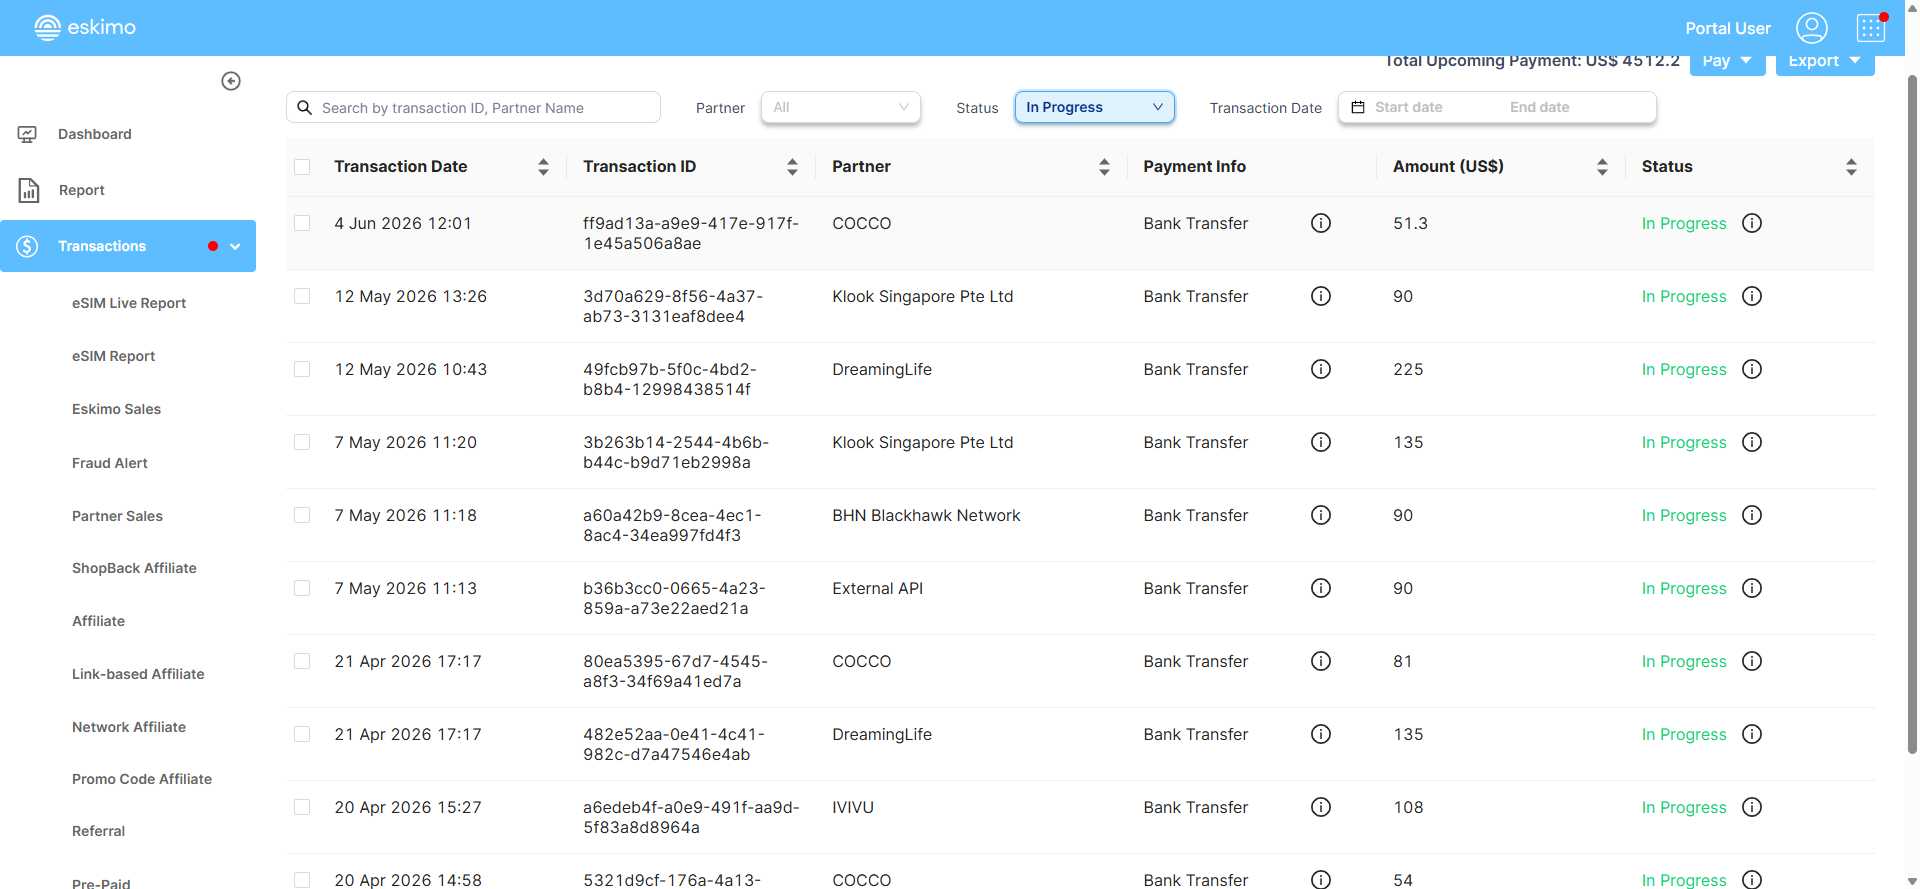 eskimo
Portal User
Total Upcoming Payment: US$ 4512.2
Pay
Export
Search by transaction ID, Partner Name
Partner
All
Status
In Progress
Transaction Date
Start date
End date
Dashboard
Report
Transactions
eSIM Live Report
eSIM Report
Eskimo Sales
Fraud Alert
Partner Sales
ShopBack Affiliate
Affiliate
Link-based Affiliate
Network Affiliate
Promo Code Affiliate
Referral
Pre-Paid
Transaction Date Transaction ID Partner Payment Info Amount (US$) Status
4 Jun 2026 12:01 ff9ad13a-a9e9-417e-917f- COCCO Bank Transfer 51.3 In Progress
1e45a506a8ae
12 May 2026 13:26 3d70a629-8f56-4a37- Klook Singapore Pte Ltd Bank Transfer 90 In Progress
ab73-3131eaf8dee4
12 May 2026 10:43 49fcb97b-5f0c-4bd2- DreamingLife Bank Transfer 225 In Progress
b8b4-12998438514f
7 May 2026 11:20 3b263b14-2544-4b6b- Klook Singapore Pte Ltd Bank Transfer 135 In Progress
b44c-b9d71eb2998a
7 May 2026 11:18 a60a42b9-8cea-4ec1- BHN Blackhawk Network Bank Transfer 90 In Progress
8ac4-34ea997fd4f3
7 May 2026 11:13 b36b3cc0-0665-4a23- External API Bank Transfer 90 In Progress
859a-a73e22aed21a
21 Apr 2026 17:17 80ea5395-67d7-4545- COCCO Bank Transfer 81 In Progress
a8f3-34f69a41ed7a
21 Apr 2026 17:17 482e52aa-0e41-4c41- DreamingLife Bank Transfer 135 In Progress
982c-d7a47546e4ab
20 Apr 2026 15:27 a6edeb4f-a0e9-491f-aa9d- IVIVU Bank Transfer 108 In Progress
5f83a8d8964a
20 Apr 2026 14:58 5321d9cf-176a-4a13- COCCO Bank Transfer 54 In Progress